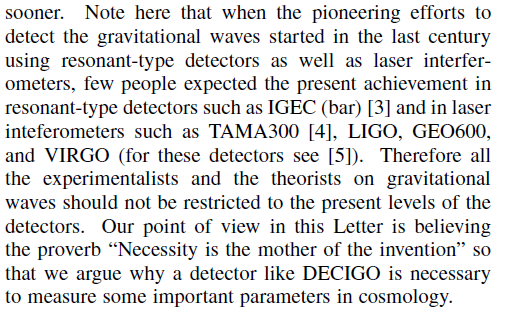 sooner. Note here that when the pioneering efforts to
detect the gravitational waves started in the last century
using resonant-type detectors as well as laser interfer-
ometers, few people expected the present achievement in
resonant-type detectors such as IGEC (bar) [3] and in laser
inteferometers such as TAMA300 [4], LIGO, GEO600,
and VIRGO (for these detectors see [5]). Therefore all
the experimentalists and the theorists on gravitational
waves should not be restricted to the present levels of the
detectors. Our point of view in this Letter is believing
the proverb “Necessity is the mother of the invention” so
that we argue why a detector like DECIGO is necessary
to measure some important parameters in cosmology.